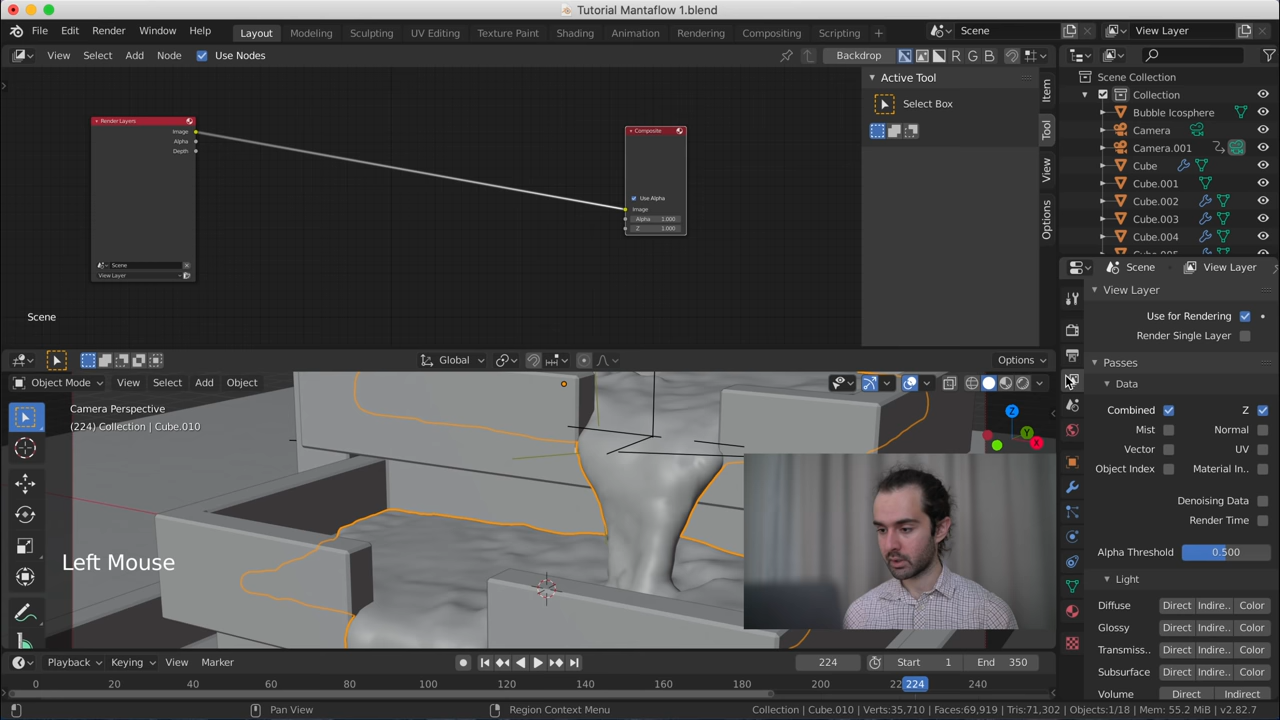 Tutorial Mantaflow 1.blend
File Edit Render Window Help Layout Modeling Sculpting UV Editing Texture Paint Shading Animation Rendering Compositing Scripting + Scene View Layer
View Select Add Node Use Nodes Backdrop R G B
Active Tool
Select Box
Item
Tool
View
Options
Render Layers
Image
Alpha
Depth
Scene
View Layer
Composite
Use Alpha
Image
Alpha 1.000
Z 1.000
Scene
Scene Collection
Collection
Bubble Icosphere
Camera
Camera.001
Cube
Cube.001
Cube.002
Cube.003
Cube.004
Cube.005
Global Options
Object Mode View Select Add Object
Camera Perspective
(224) Collection | Cube.010
Left Mouse
Z
Y
X
Scene View Layer
View Layer
Use for Rendering
Render Single Layer
Passes
Data
Combined Z
Mist Normal
Vector UV
Object Index Material In..
Denoising Data
Render Time
Alpha Threshold 0.500
Light
Diffuse Direct Indire.. Color
Glossy Direct Indire.. Color
Transmiss.. Direct Indire.. Color
Subsurface Direct Indire.. Color
Volume Direct Indirect
Playback Keying View Marker 224 Start 1 End 350
0 20 40 60 80 100 120 140 160 180 200 224 240
Pan View Region Context Menu Collection | Cube.010 | Verts:35,710 | Faces:69,919 | Tris:71,302 | Objects:1/18 | Mem: 55.2 MiB | v2.82.7